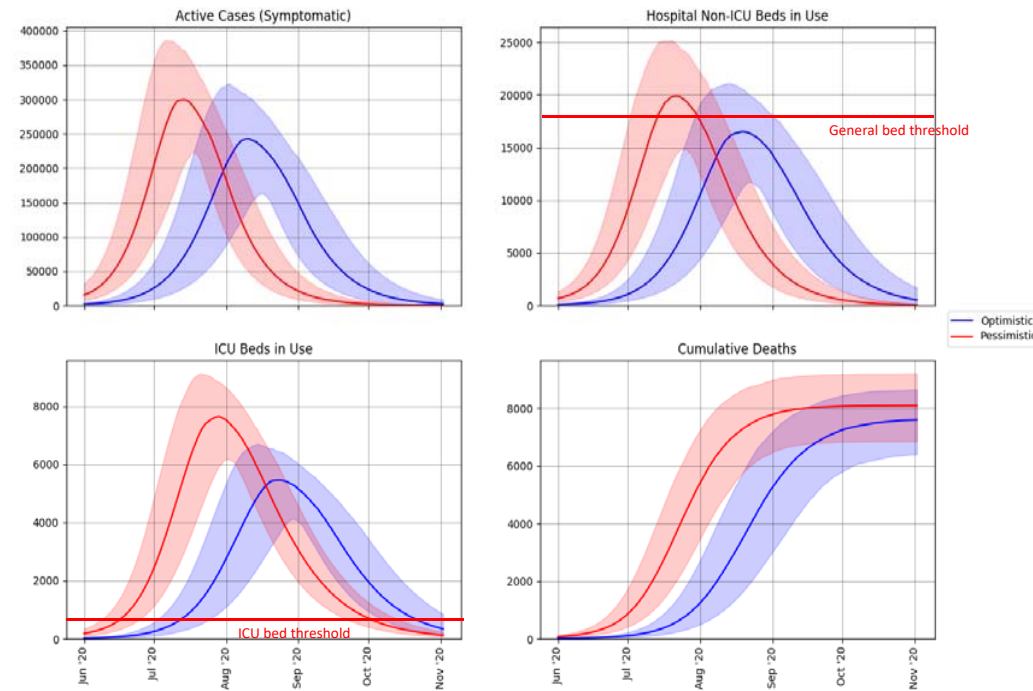 Active Cases (Symptomatic)
400000
350000
300000
250000
200000
150000
100000
50000
0
Hospital Non-ICU Beds in Use
25000
20000
15000
10000
5000
0
General bed threshold
Optimistic
Pessimistic
ICU Beds in Use
8000
6000
4000
2000
0
ICU bed threshold
Jun '20
Jul '20
Aug '20
Sep '20
Oct '20
Nov '20
Cumulative Deaths
8000
6000
4000
2000
0
Jun '20
Jul '20
Aug '20
Sep '20
Oct '20
Nov '20